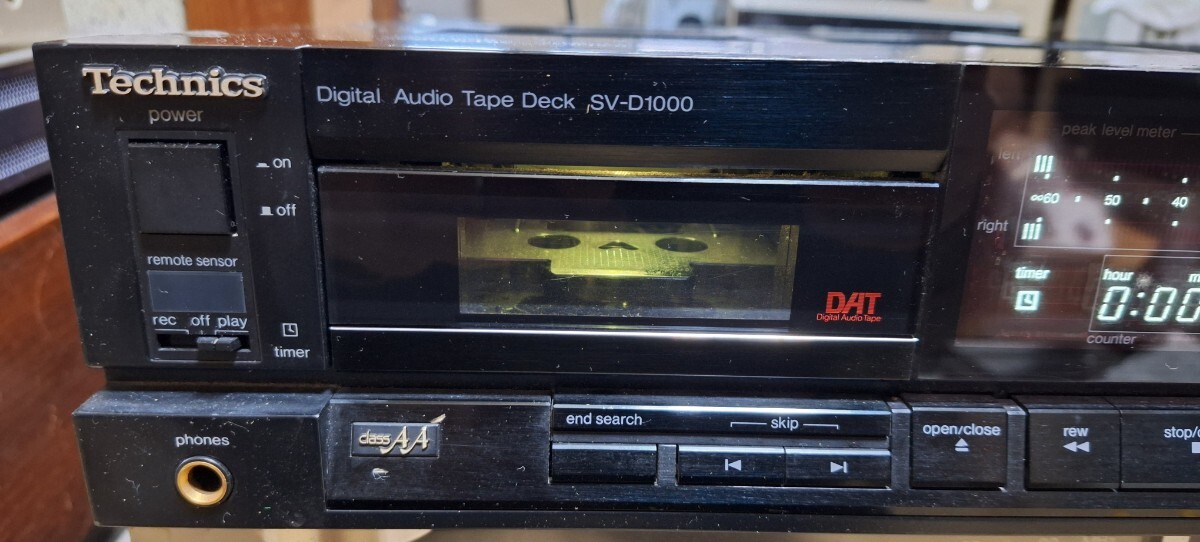 Technics
power
on
off
remote sensor
rec off play
timer
Digital Audio Tape Deck SV-D1000
DAT
Digital Audio Tape
peak level meter
left
∞60 50 40
right
timer
hour
0:00
counter
phones
class AA
end search
skip
open/close
rew